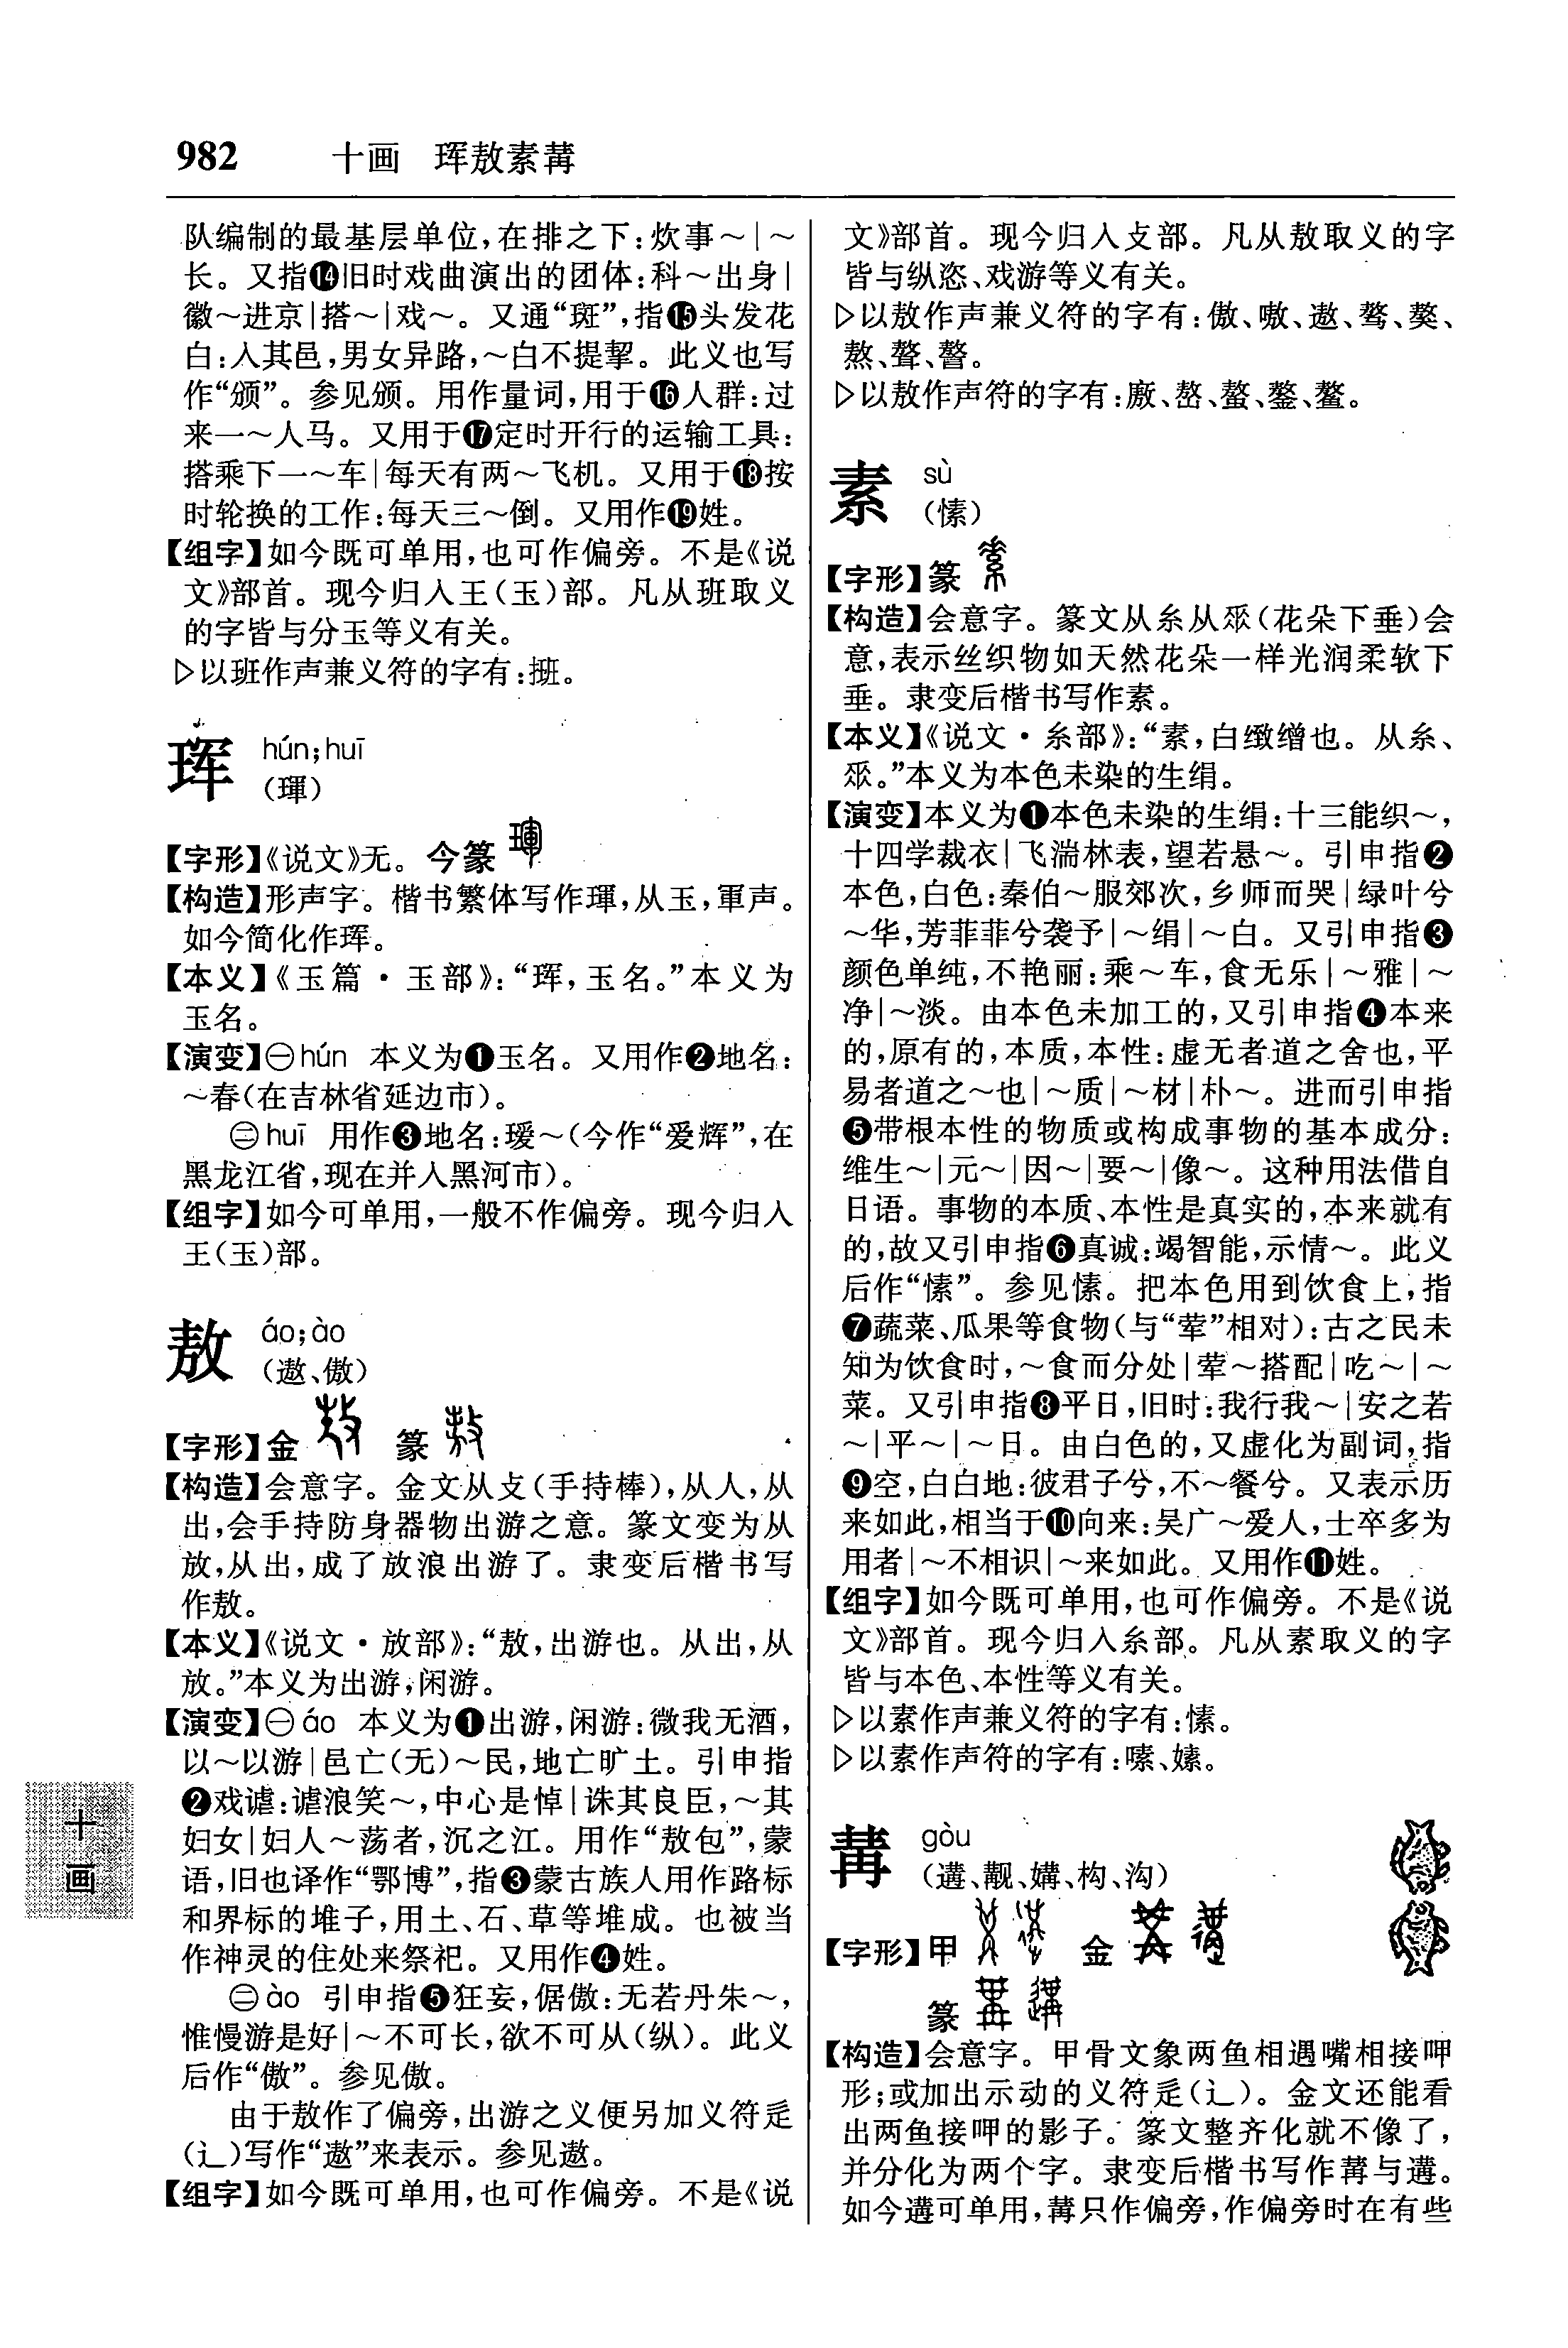 982 十画 珲敖素冓
队编制的最基层单位,在排之下:炊事～|～
长。又指⓮旧时戏曲演出的团体:科～出身|
徽～进京|搭～|戏～。又通“斑”,指⓯头发花
白:入其邑,男女异路,～白不提挈。此义也写
作“颁”。参见颁。用作量词,用于⓰人群:过
来一～人马。又用于⓱定时开行的运输工具:
搭乘下一～车|每天有两～飞机。又用于⓲按
时轮换的工作:每天三～倒。又用作⓳姓。
【组字】如今既可单用,也可作偏旁。不是《说
文》部首。现今归入王(玉)部。凡从班取义
的字皆与分玉等义有关。
▷以班作声兼义符的字有:搬。
珲 hún;huī
(琿)
【字形】《说文》无。今篆
【构造】形声字。楷书繁体写作琿,从玉,軍声。
如今简化作珲。
【本义】《玉篇·玉部》:“珲,玉名。”本义为
玉名。
【演变】㊀hún 本义为❶玉名。又用作❷地名:
～春(在吉林省延边市)。
㊁huī 用作❸地名:瑷～(今作“爱辉”,在
黑龙江省,现在并入黑河市)。
【组字】如今可单用,一般不作偏旁。现今归入
王(玉)部。
敖 áo;ào
(遨、傲)
【字形】金 篆
【构造】会意字。金文从攴(手持棒),从人,从
出,会手持防身器物出游之意。篆文变为从
放,从出,成了放浪出游了。隶变后楷书写
作敖。
【本义】《说文·放部》:“敖,出游也。从出,从
放。”本义为出游,闲游。
【演变】㊀áo 本义为❶出游,闲游:微我无酒,
以～以游|邑亡(无)～民,地亡旷土。引申指
❷戏谑:谑浪笑～,中心是悼|诛其良臣,～其
妇女|妇人～荡者,沉之江。用作“敖包”,蒙
语,旧也译作“鄂博”,指❸蒙古族人用作路标
和界标的堆子,用土、石、草等堆成。也被当
作神灵的住处来祭祀。又用作❹姓。
㊁ào 引申指❺狂妄,倨傲:无若丹朱～,
惟慢游是好|～不可长,欲不可从(纵)。此义
后作“傲”。参见傲。
由于敖作了偏旁,出游之义便另加义符辵
(辶)写作“遨”来表示。参见遨。
【组字】如今既可单用,也可作偏旁。不是《说
文》部首。现今归入攴部。凡从敖取义的字
皆与纵恣、戏游等义有关。
▷以敖作声兼义符的字有:傲、嗷、遨、骜、獒、
熬、聱、謷。
▷以敖作声符的字有:廒、嶅、螯、鏊、鳌。
素 sù
(愫)
【字形】篆
【构造】会意字。篆文从糸从𠂹(花朵下垂)会
意,表示丝织物如天然花朵一样光润柔软下
垂。隶变后楷书写作素。
【本义】《说文·糸部》:“素,白缴缯也。从糸、
𠂹。”本义为本色未染的生绢。
【演变】本义为❶本色未染的生绢:十三能织～,
十四学裁衣|飞湍林表,望若悬～。引申指❷
本色,白色:秦伯～服郊次,乡师而哭|绿叶兮
～华,芳菲菲兮袭予|～绢|～白。又引申指❸
颜色单纯,不艳丽:乘～车,食无乐|～雅|～
净|～淡。由本色未加工的,又引申指❹本来
的,原有的,本质,本性:虚无者道之舍也,平
易者道之～也|～质|～材|朴～。进而引申指
❺带根本性的物质或构成事物的基本成分:
维生～|元～|因～|要～|像～。这种用法借自
日语。事物的本质、本性是真实的,本来就有
的,故又引申指❻真诚:竭智能,示情～。此义
后作“愫”。参见愫。把本色用到饮食上,指
❼蔬菜、瓜果等食物(与“荤”相对):古之民未
知为饮食时,～食而分处|荤～搭配|吃～|～
菜。又引申指❽平日,旧时:我行我～|安之若
～|平～|～日。由白色的,又虚化为副词,指
❾空,白白地:彼君子兮,不～餐兮。又表示历
来如此,相当于❿向来:吴广～爱人,士卒多为
用者|～不相识|～来如此。又用作⓫姓。
【组字】如今既可单用,也可作偏旁。不是《说
文》部首。现今归入糸部。凡从素取义的字
皆与本色、本性等义有关。
▷以素作声兼义符的字有:愫。
▷以素作声符的字有:嗉、嫊。
冓 gòu
(遘、觏、媾、构、沟)
【字形】甲 金
篆
【构造】会意字。甲骨文象两鱼相遇嘴相接呷
形;或加出示动的义符辵(辶)。金文还能看
出两鱼接呷的影子。篆文整齐化就不像了,
并分化为两个字。隶变后楷书写作冓与遘。
如今遘可单用,冓只作偏旁,作偏旁时在有些
十
画